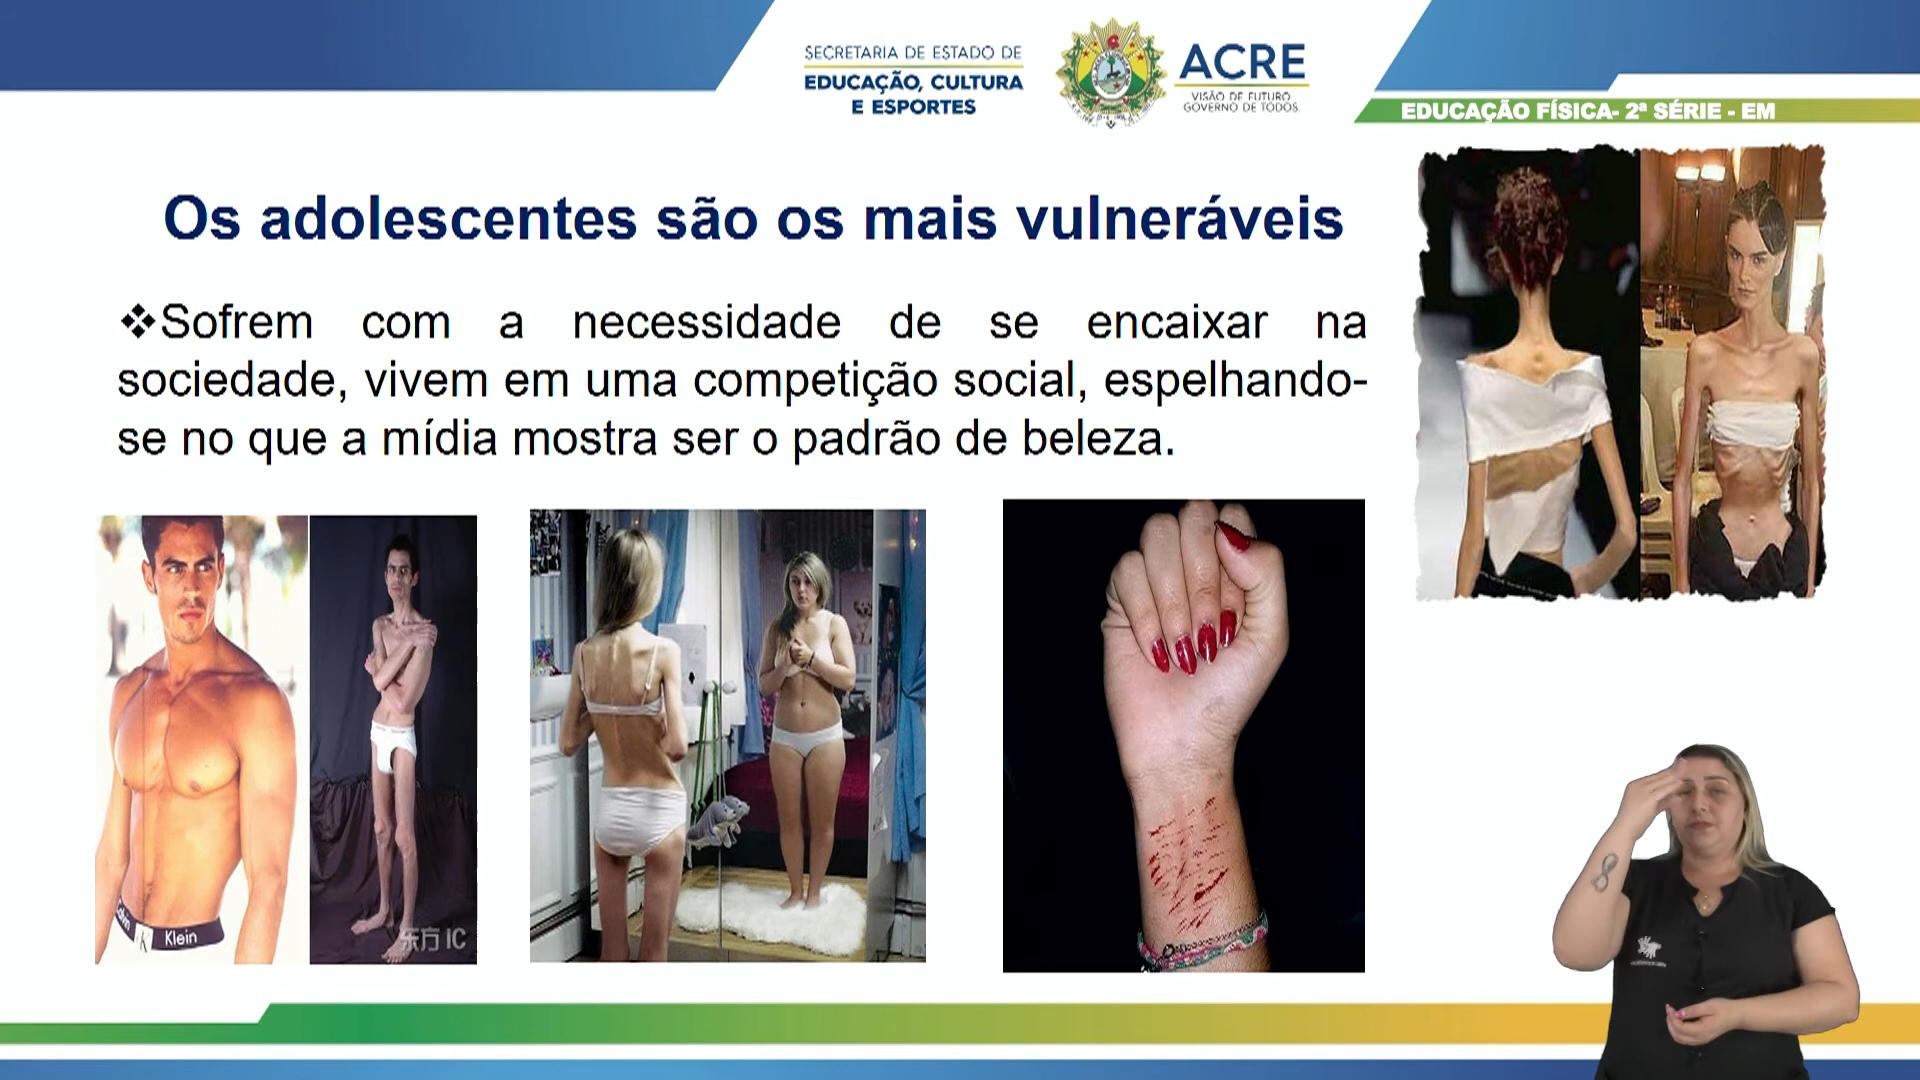 SECRETARIA DE ESTADO DE
EDUCAÇÃO, CULTURA
E ESPORTES
ACRE
VISÃO DE FUTURO
GOVERNO DE TODOS.
EDUCAÇÃO FÍSICA- 2ª SÉRIE - EM
Os adolescentes são os mais vulneráveis
❖Sofrem com a necessidade de se encaixar na
sociedade, vivem em uma competição social, espelhando-
se no que a mídia mostra ser o padrão de beleza.
Klein
东方 IC